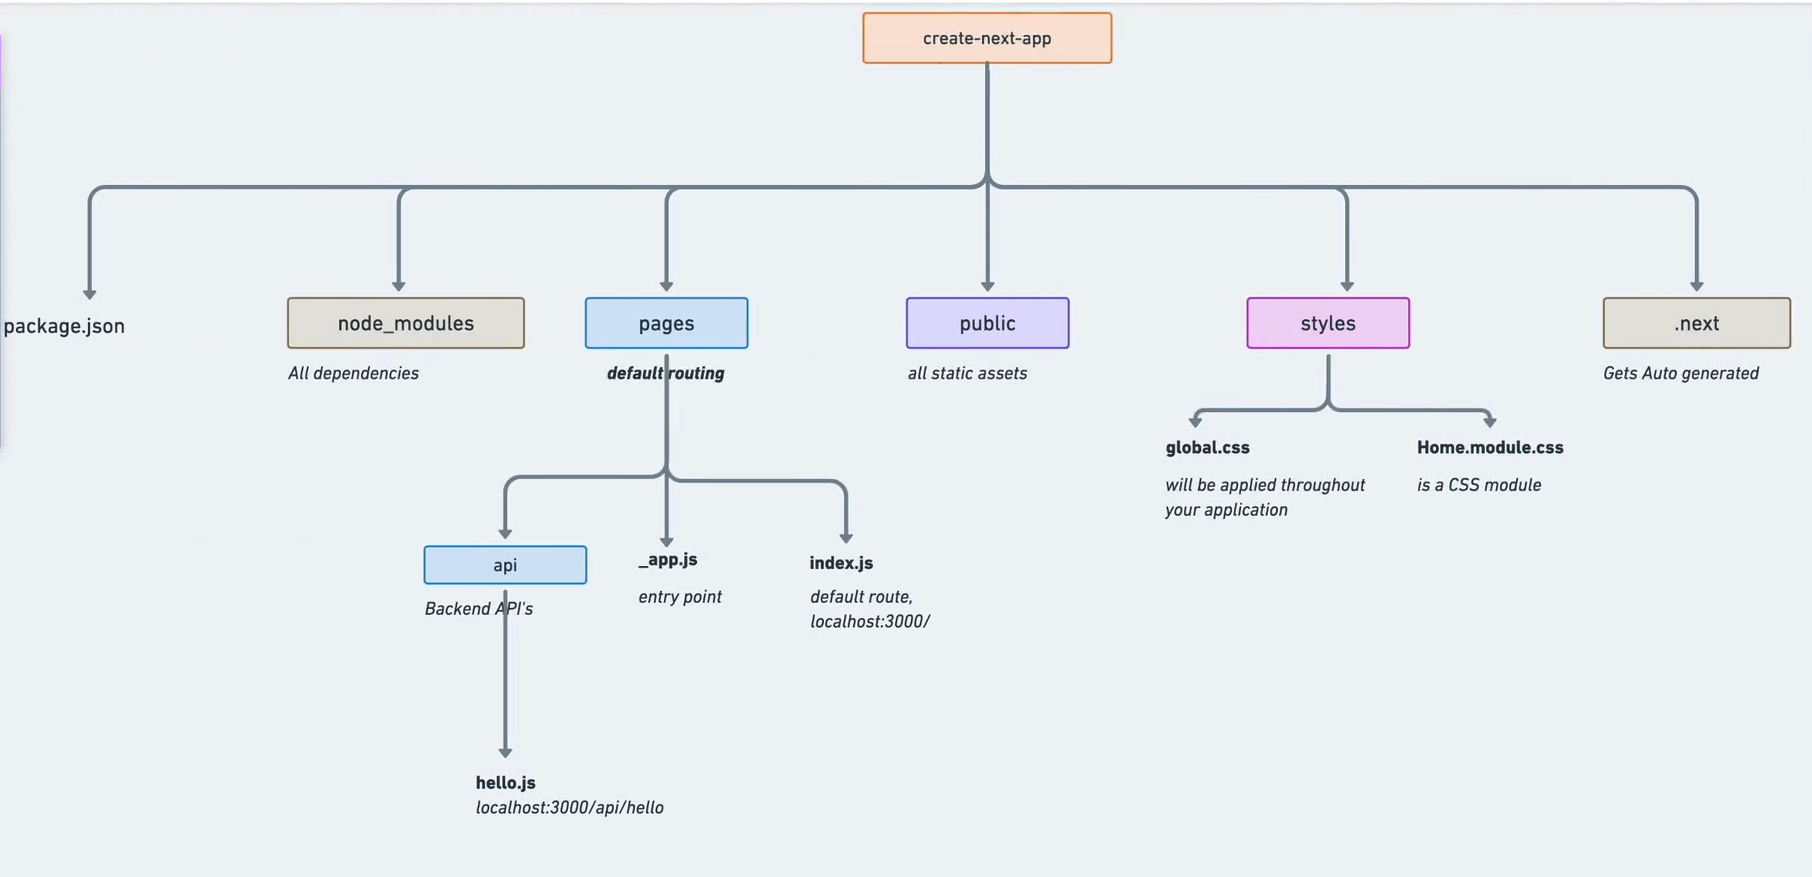 create-next-app
package.json
node_modules
All dependencies
pages
default routing
public
all static assets
styles
.next
Gets Auto generated
global.css
will be applied throughout
your application
Home.module.css
is a CSS module
api
Backend API's
_app.js
entry point
index.js
default route,
localhost:3000/
hello.js
localhost:3000/api/hello